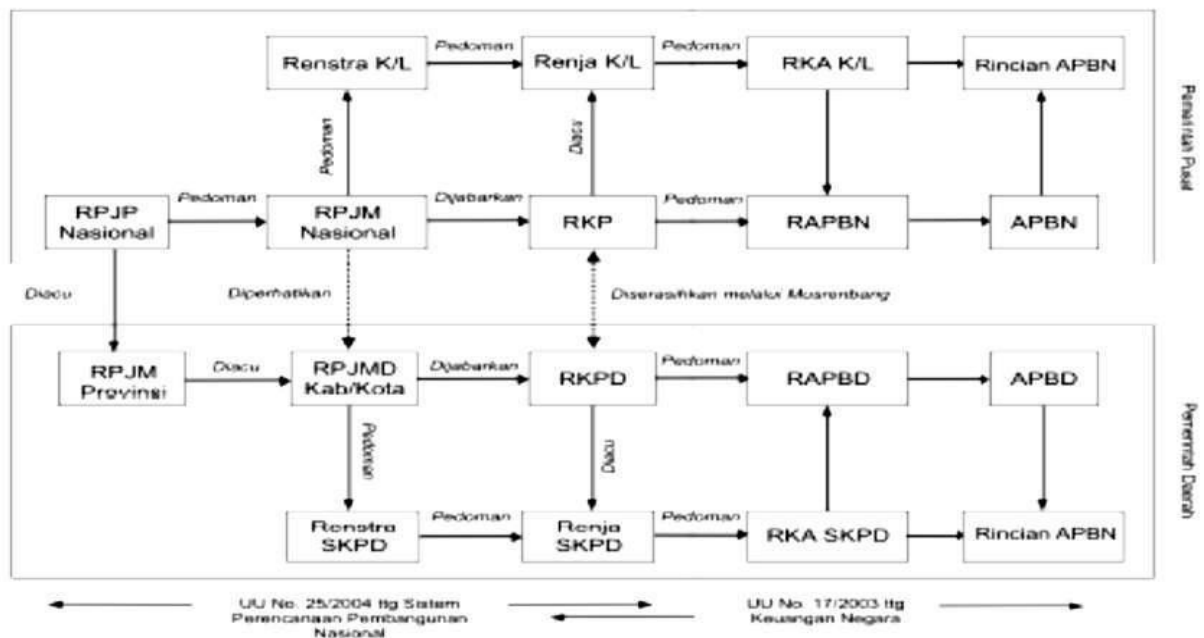 Pedoman
Pedoman
Renstra K/L
Renja K/L
RKA K/L
Rincian APBN
Pedoman
Diacu
Pemerintah Pusat
Pedoman
Dijabarkan
Pedoman
RPJP
Nasional
RPJM
Nasional
RKP
RAPBN
APBN
Diacu
Diperhatikan
Diserasifikan melalui Musrenbang
Diacu
Dijabarkan
Pedoman
RPJM
Provinsi
RPJMD
Kab/Kota
RKPD
RAPBD
APBD
Pedoman
Diacu
Pemerintah Daerah
Pedoman
Pedoman
Renstra
SKPD
Renja
SKPD
RKA SKPD
Rincian APBN
UU No. 25/2004 ttg Sistem
Perencanaan Pembangunan
Nasional
UU No. 17/2003 ttg
Keuangan Negara